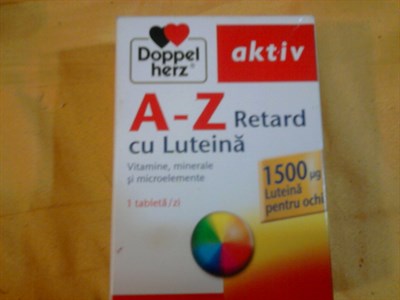 Doppel
herz®
aktiv
A-Z Retard
cu Luteină
Vitamine, minerale
și microelemente
1 tabletă/zi
1500 µg
Luteină
pentru ochi